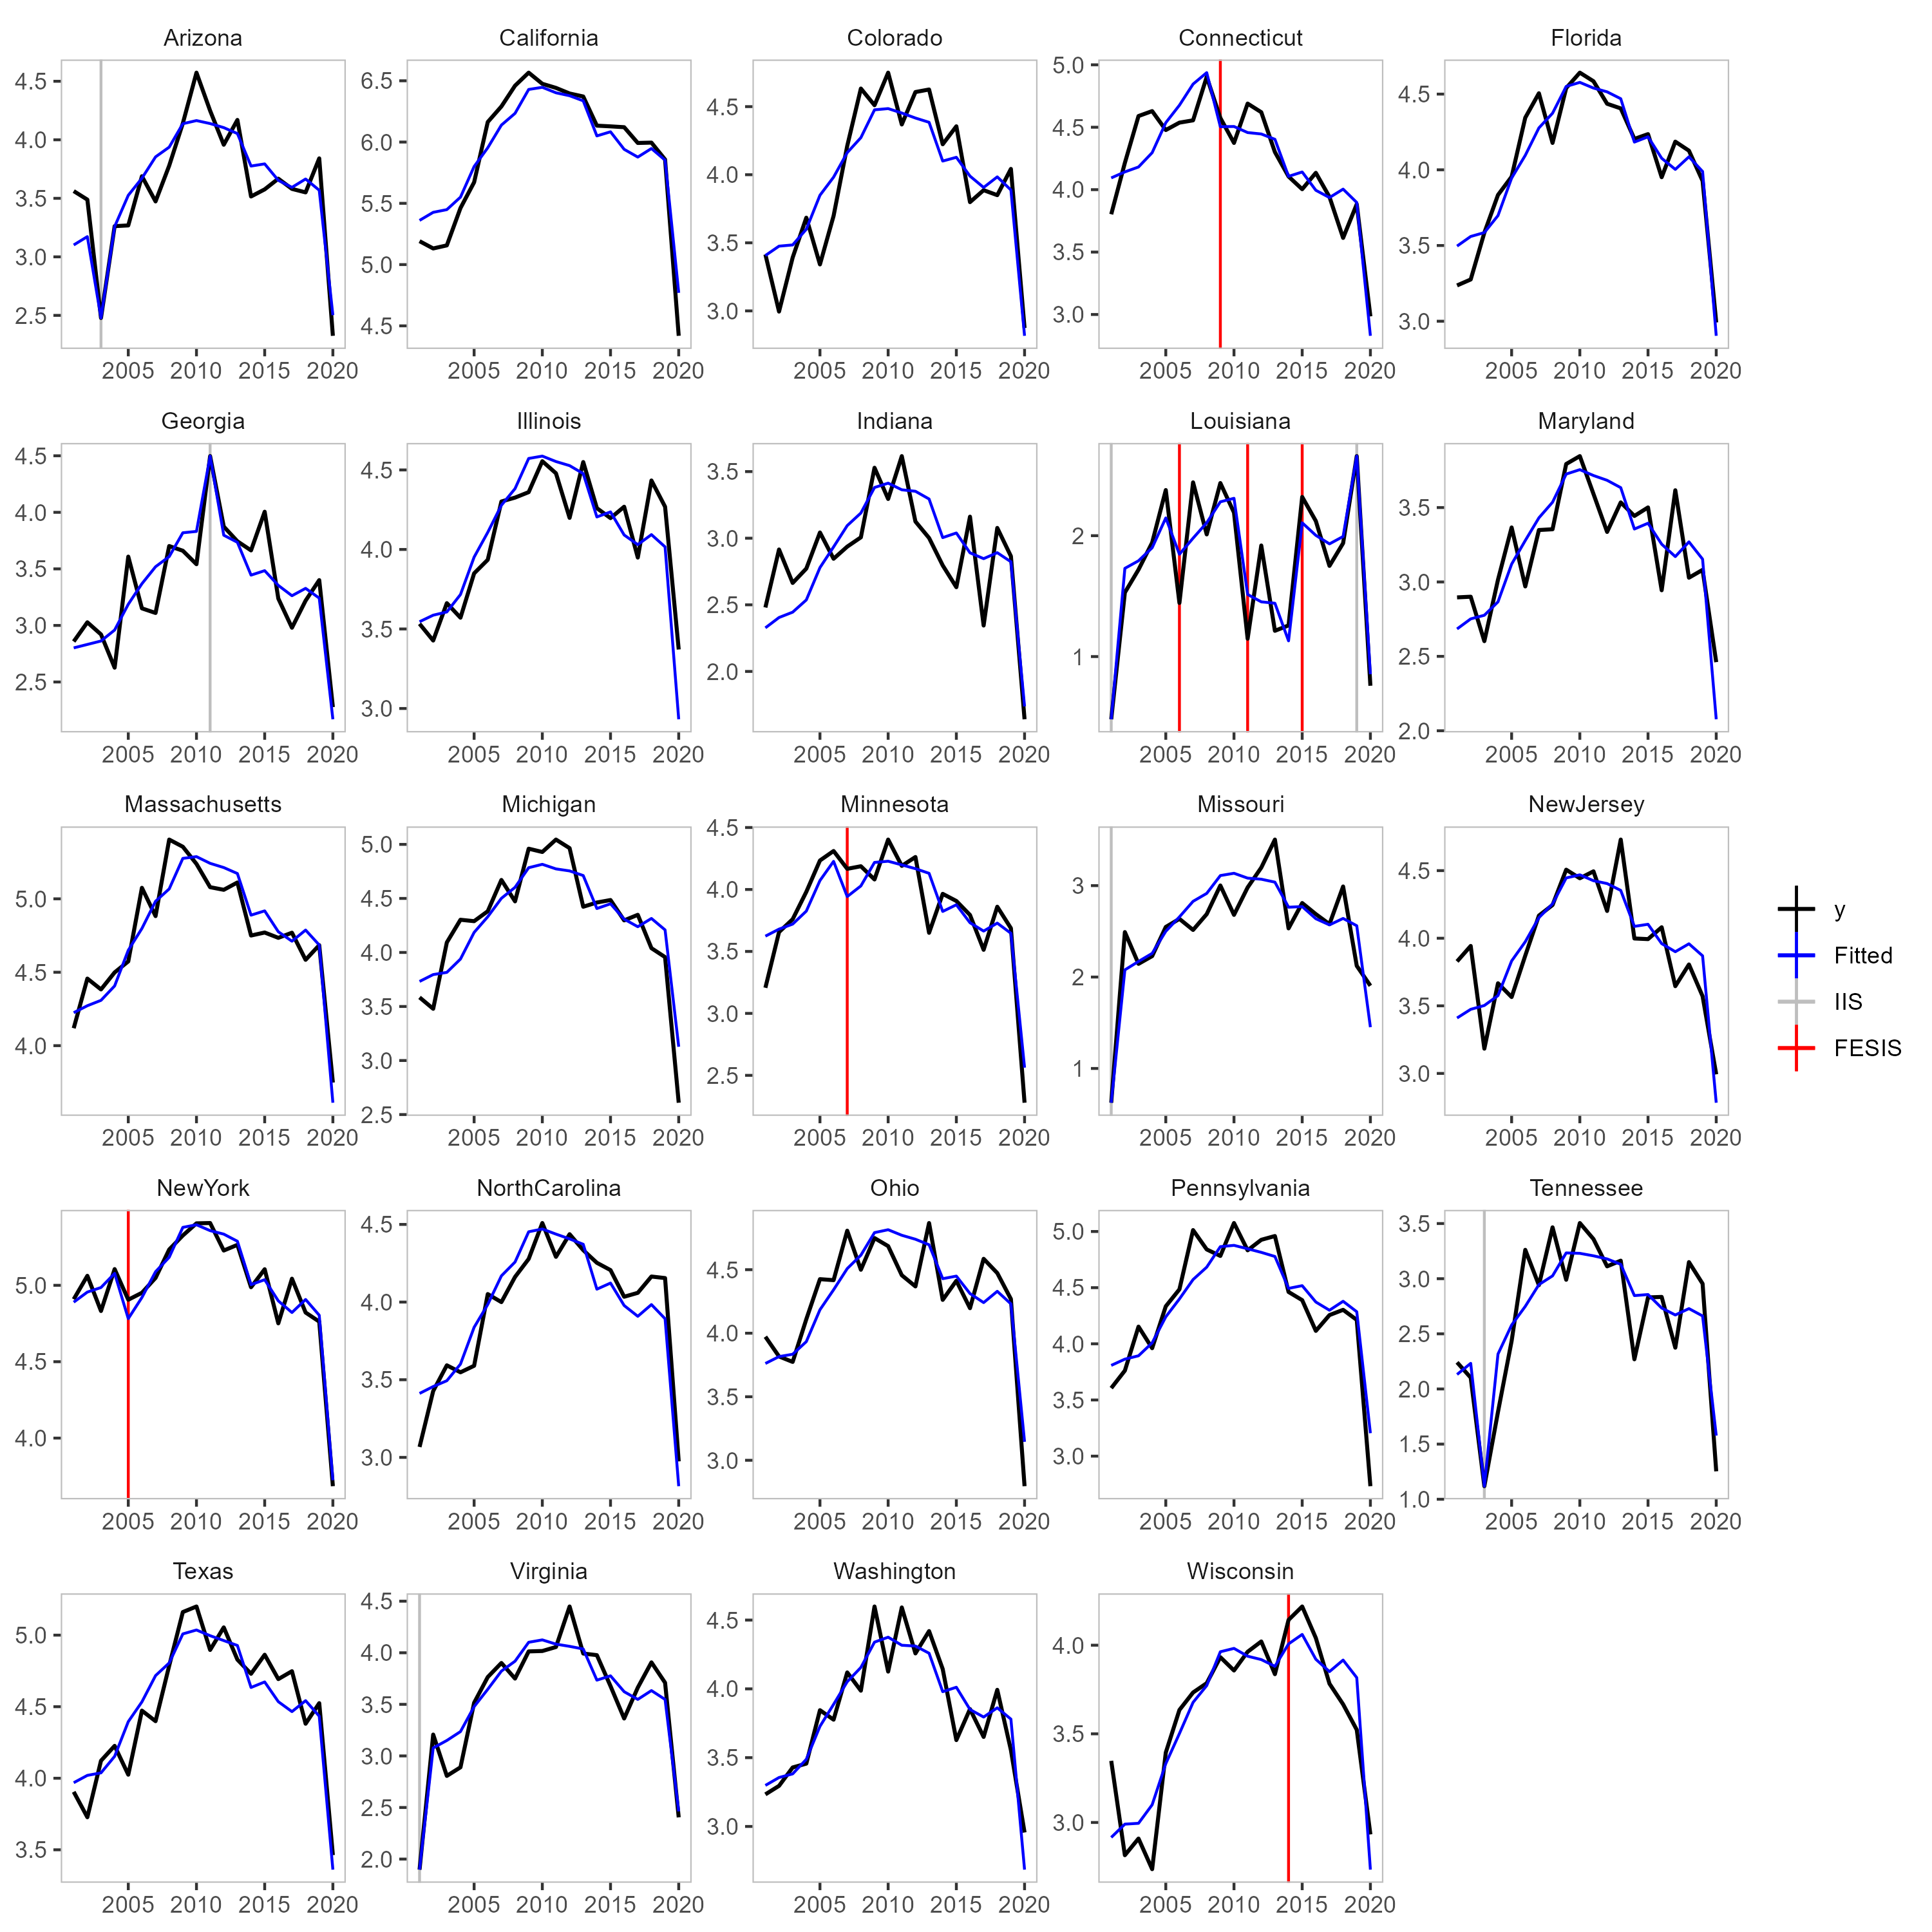 Arizona California Colorado Connecticut Florida
4.5 4.0 3.5 3.0 2.5
6.5 6.0 5.5 5.0 4.5
4.5 4.0 3.5 3.0
5.0 4.5 4.0 3.5 3.0
4.5 4.0 3.5 3.0
2005 2010 2015 2020 2005 2010 2015 2020 2005 2010 2015 2020 2005 2010 2015 2020 2005 2010 2015 2020
Georgia Illinois Indiana Louisiana Maryland
4.5 4.0 3.5 3.0 2.5
4.5 4.0 3.5 3.0
3.5 3.0 2.5 2.0
2 1
3.5 3.0 2.5 2.0
2005 2010 2015 2020 2005 2010 2015 2020 2005 2010 2015 2020 2005 2010 2015 2020 2005 2010 2015 2020
Massachusetts Michigan Minnesota Missouri NewJersey
5.0 4.5 4.0
5.0 4.5 4.0 3.5 3.0 2.5
4.5 4.0 3.5 3.0 2.5
3 2 1
4.5 4.0 3.5 3.0
2005 2010 2015 2020 2005 2010 2015 2020 2005 2010 2015 2020 2005 2010 2015 2020 2005 2010 2015 2020
NewYork NorthCarolina Ohio Pennsylvania Tennessee
5.0 4.5 4.0
4.5 4.0 3.5 3.0
4.5 4.0 3.5 3.0
5.0 4.5 4.0 3.5 3.0
3.5 3.0 2.5 2.0 1.5 1.0
2005 2010 2015 2020 2005 2010 2015 2020 2005 2010 2015 2020 2005 2010 2015 2020 2005 2010 2015 2020
Texas Virginia Washington Wisconsin
5.0 4.5 4.0 3.5
4.5 4.0 3.5 3.0 2.5 2.0
4.5 4.0 3.5 3.0
4.0 3.5 3.0
2005 2010 2015 2020 2005 2010 2015 2020 2005 2010 2015 2020 2005 2010 2015 2020
y
Fitted
IIS
FESIS